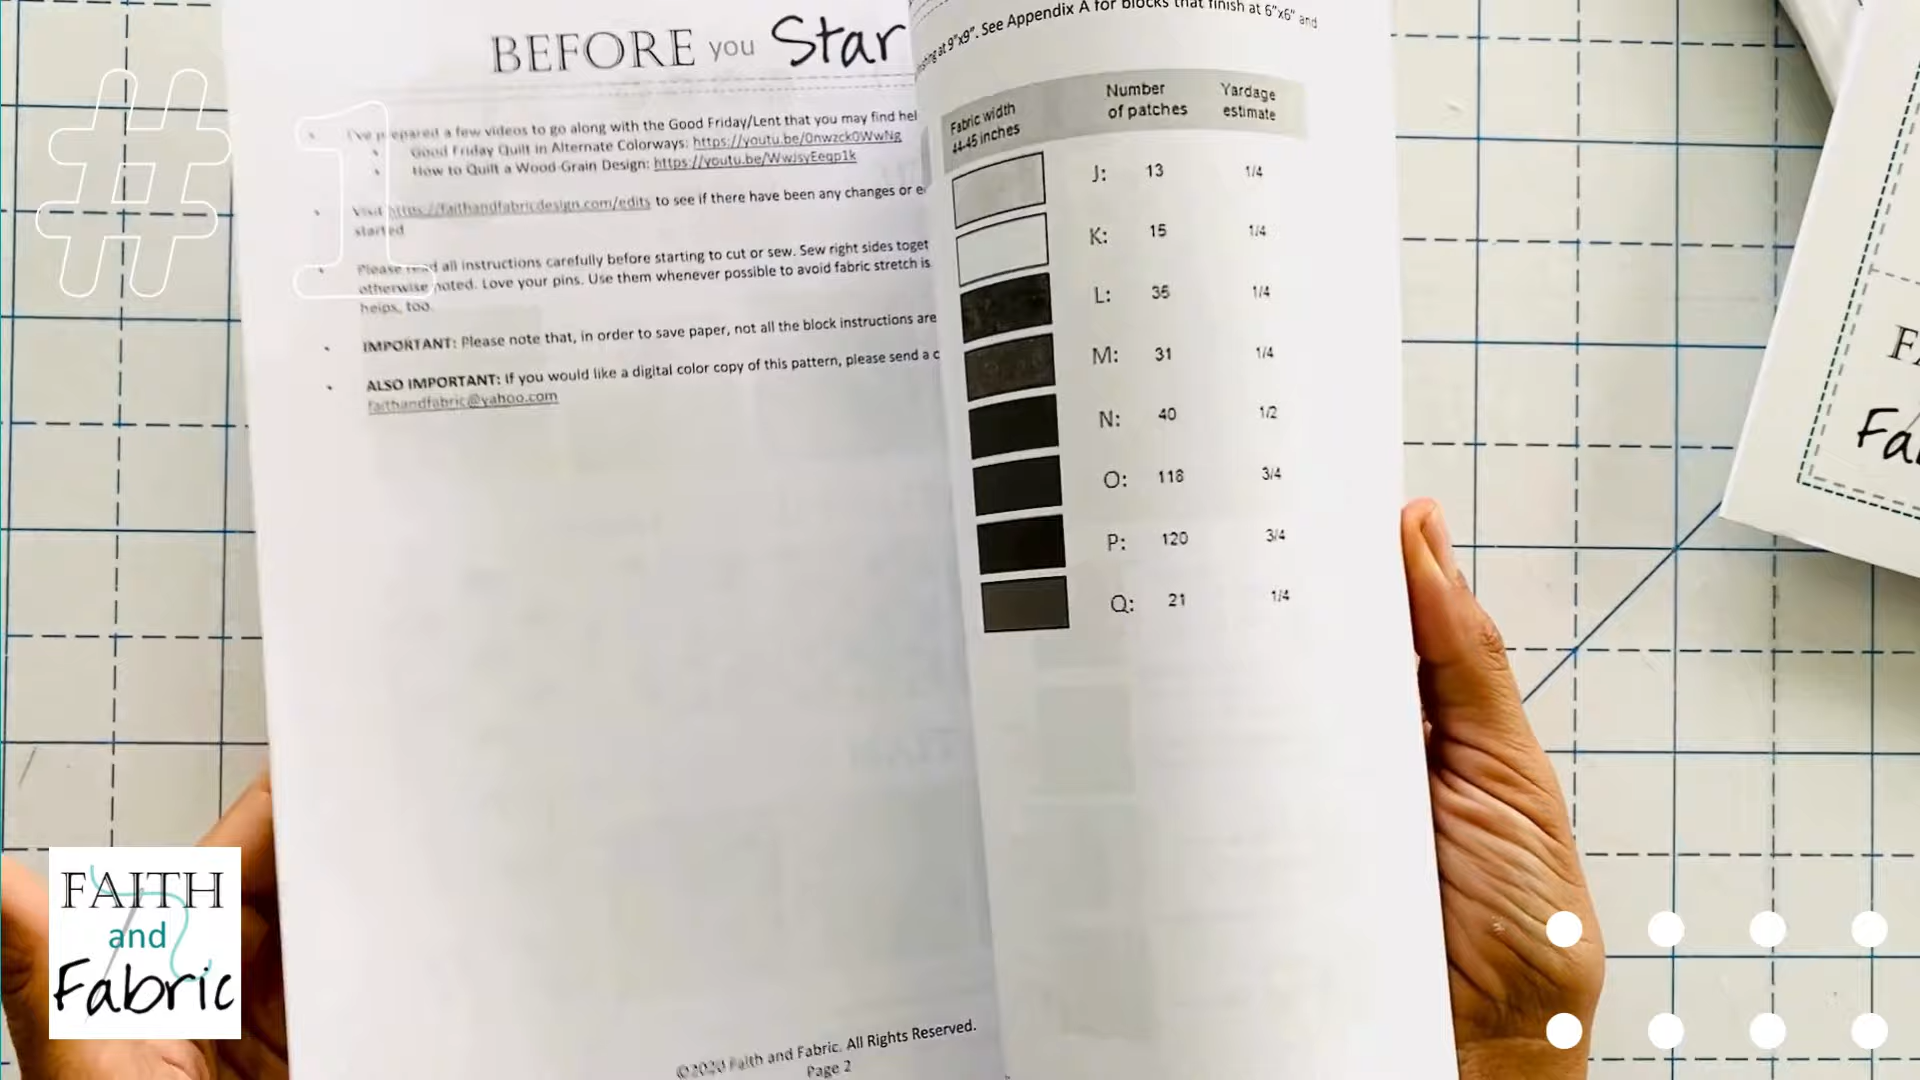 #1
BEFORE you Star
I've prepared a few videos to go along with the Good Friday/Lent that you may find hel
Good Friday Quilt in Alternate Colorways: https://youtu.be/0nwzck0WwNg
How to Quilt a Wood Grain Design: https://youtu.be/WwJsyEeqp1k
Visit https://faithandfabricdesign.com/edits to see if there have been any changes or e
started
Please read all instructions carefully before starting to cut or sew. Sew right sides toget
otherwise noted. Love your pins. Use them whenever possible to avoid fabric stretch is
helps, too.
IMPORTANT: Please note that, in order to save paper, not all the block instructions are
ALSO IMPORTANT: If you would like a digital color copy of this pattern, please send a c
faithandfabric@yahoo.com
©2020 Faith and Fabric. All Rights Reserved.
Page 2
shing at 9"x9". See Appendix A for blocks that finish at 6"x6" and
Fabric width 44-45 inches Number of patches Yardage estimate
J: 13 1/4
K: 15 1/4
L: 35 1/4
M: 31 1/4
N: 40 1/2
O: 118 3/4
P: 120 3/4
Q: 21 1/4
Fa
FAITH
and
Fabric